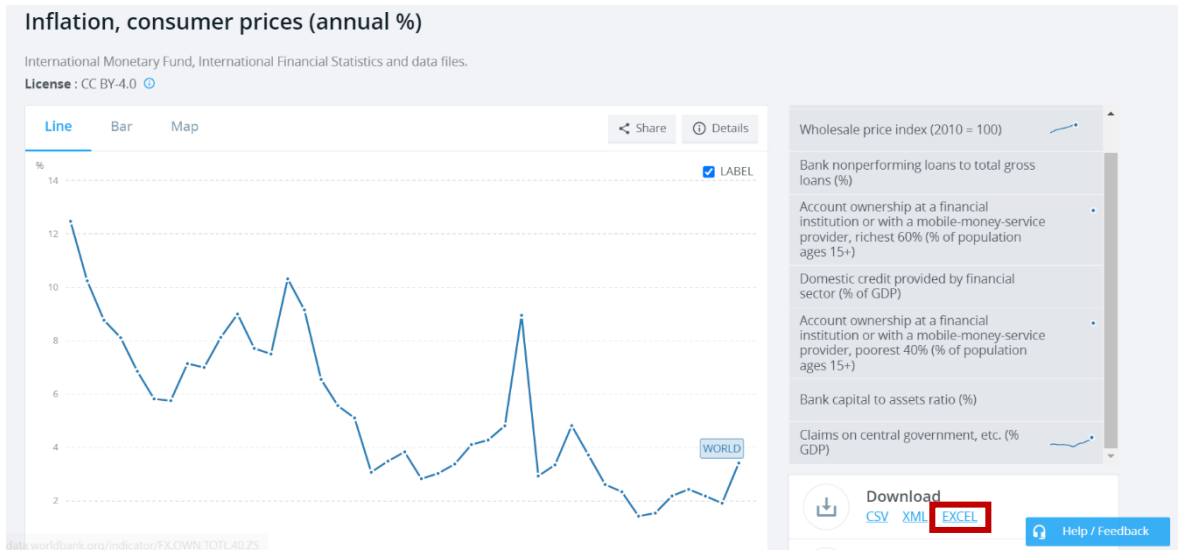 Inflation, consumer prices (annual %)
International Monetary Fund, International Financial Statistics and data files.
License : CC BY-4.0
Line Bar Map
Share Details
%
LABEL
14
12
10
8
6
4
2
WORLD
Wholesale price index (2010 = 100)
Bank nonperforming loans to total gross
loans (%)
Account ownership at a financial
institution or with a mobile-money-service
provider, richest 60% (% of population
ages 15+)
Domestic credit provided by financial
sector (% of GDP)
Account ownership at a financial
institution or with a mobile-money-service
provider, poorest 40% (% of population
ages 15+)
Bank capital to assets ratio (%)
Claims on central government, etc. (%
GDP)
Download
CSV XML EXCEL
Help / Feedback
data.worldbank.org/indicator/FX.OWN.TOTL.40.ZS